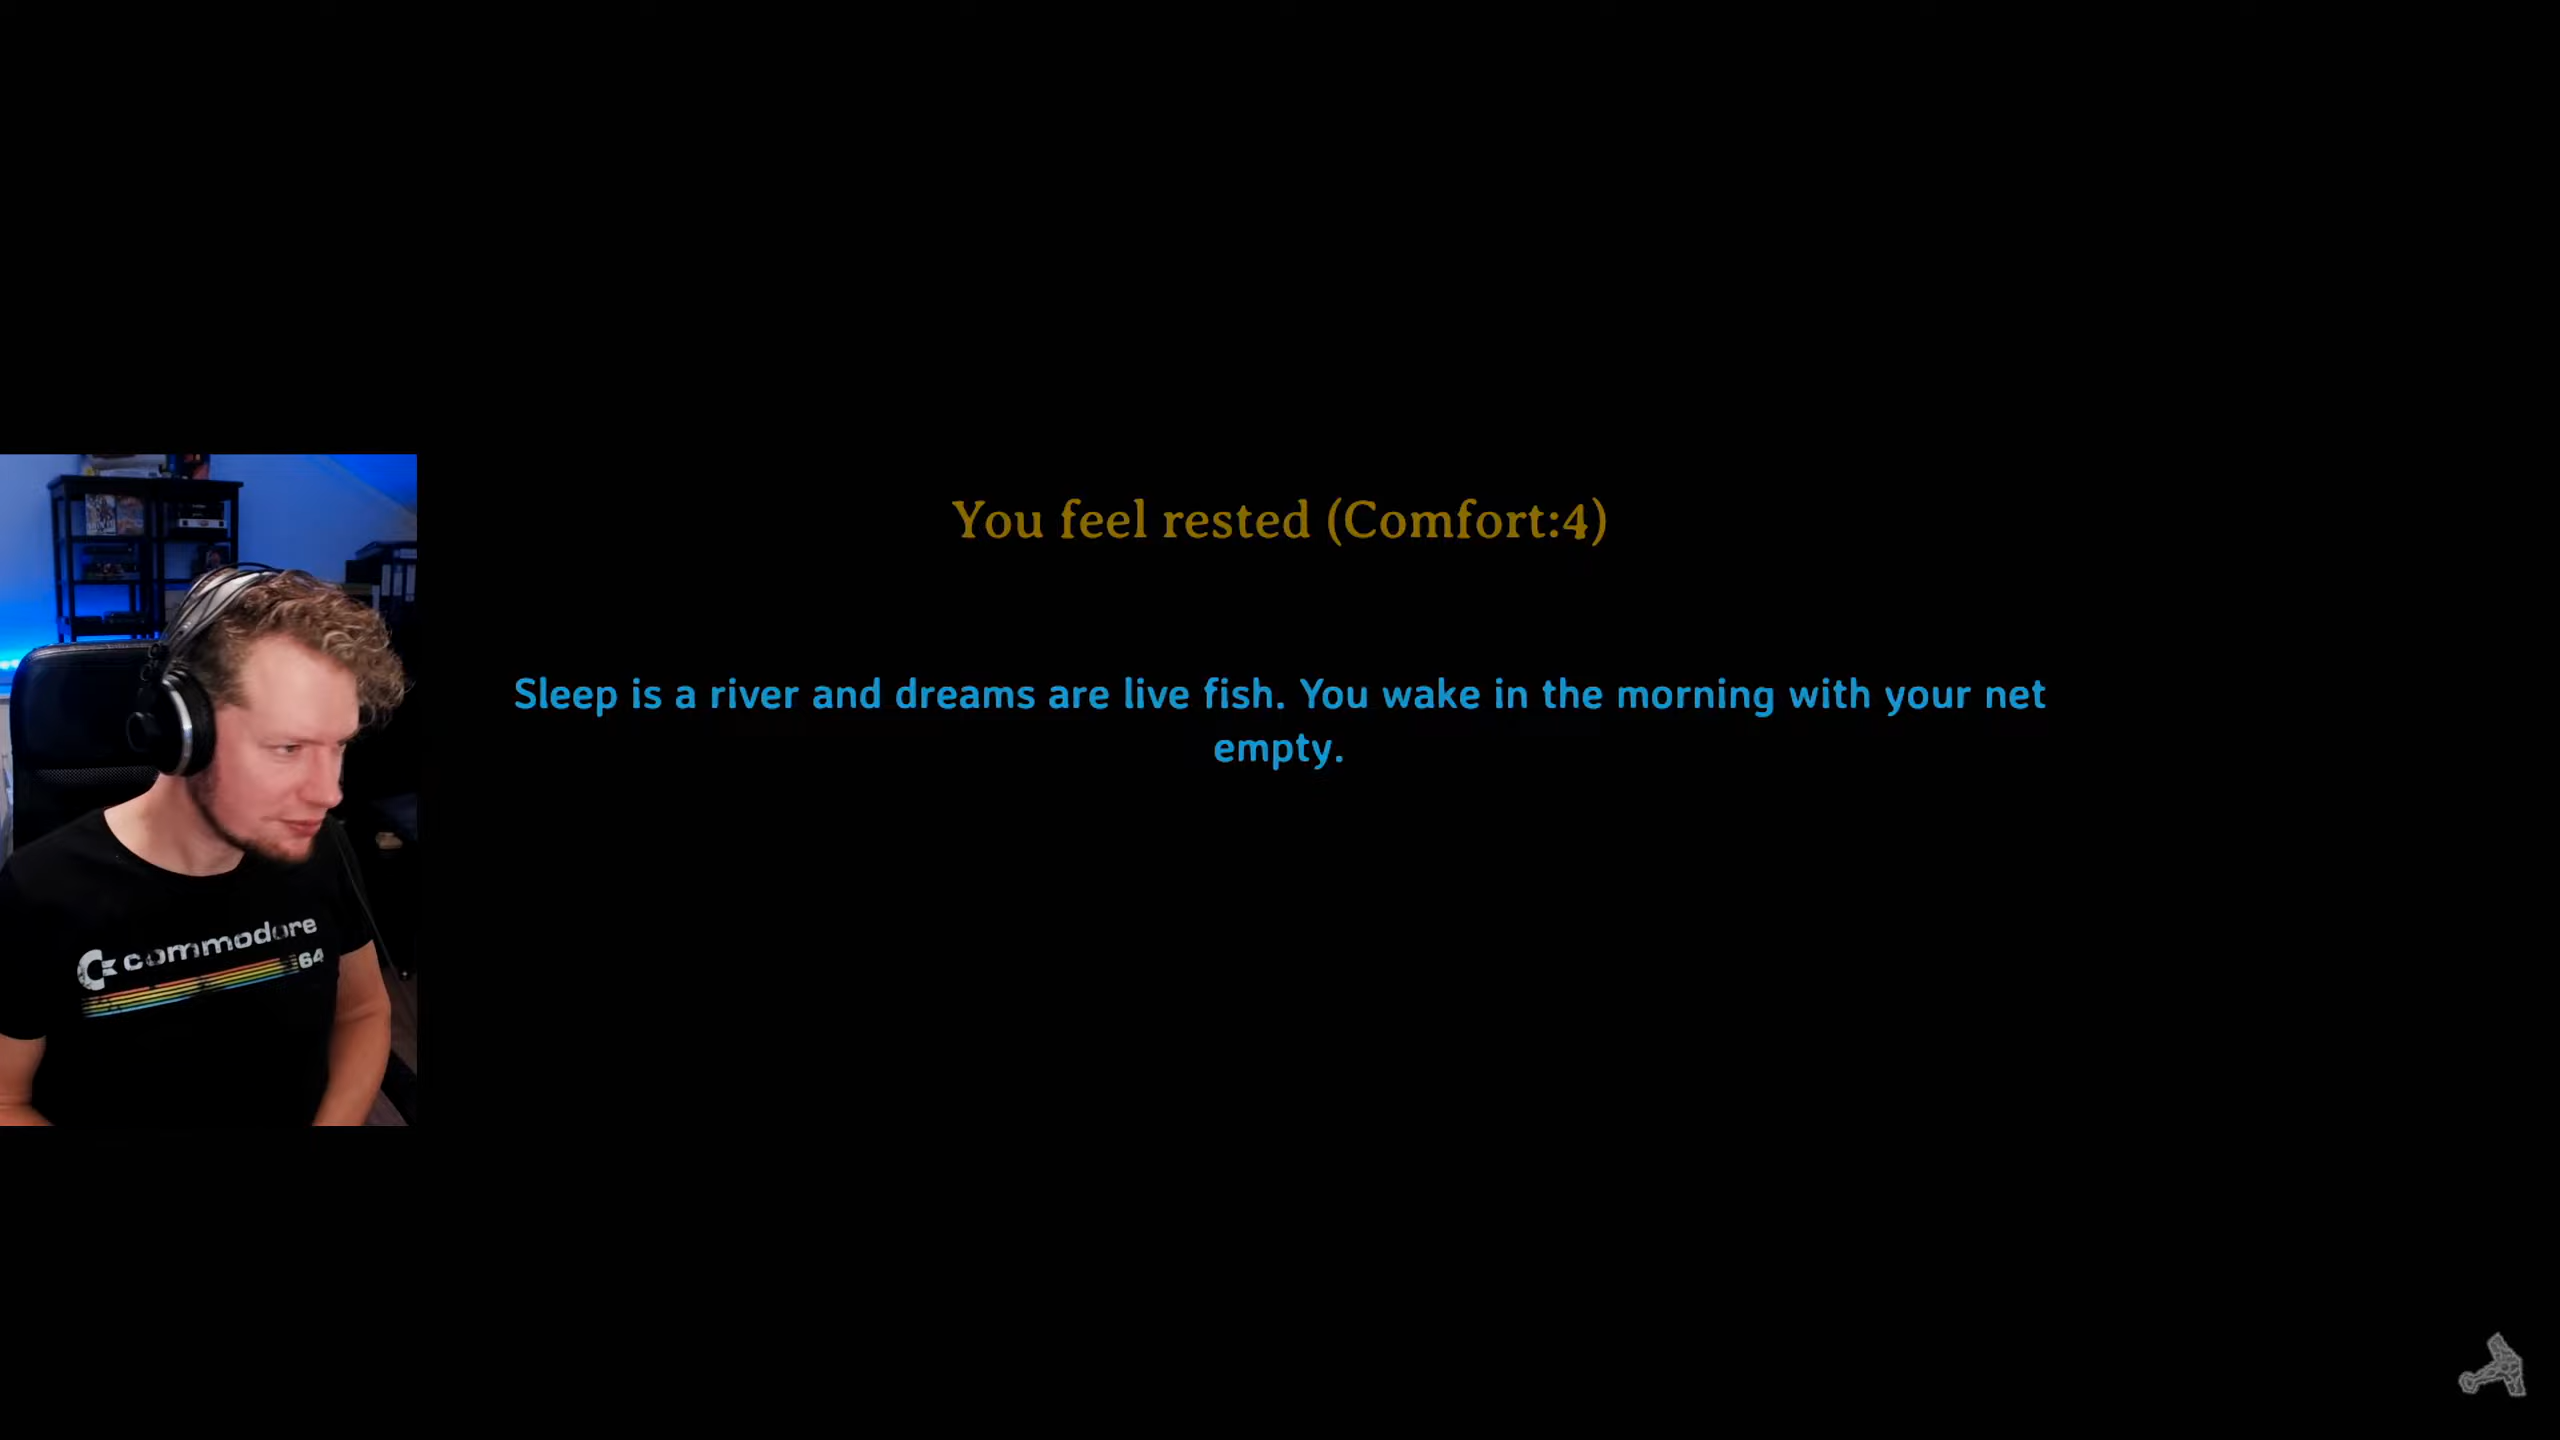 You feel rested (Comfort:4)
Sleep is a river and dreams are live fish. You wake in the morning with your net
empty.
commodore
64